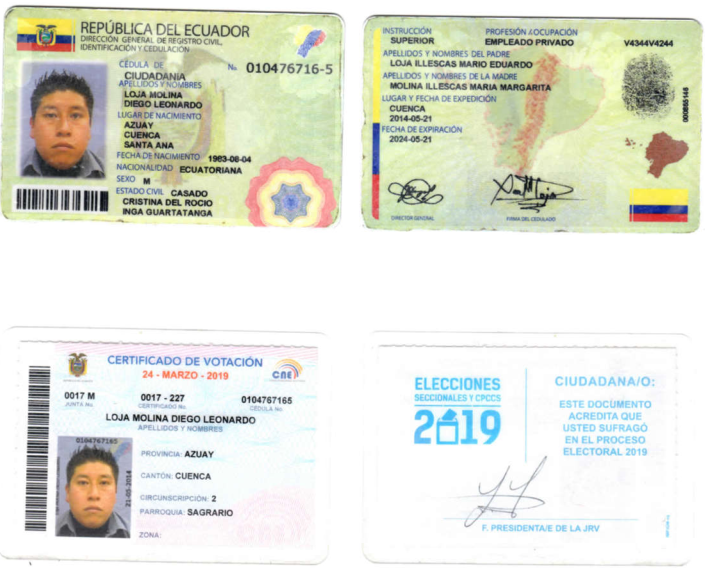 REPÚBLICA DEL ECUADOR
DIRECCIÓN GENERAL DE REGISTRO CIVIL,
IDENTIFICACIÓN Y CEDULACIÓN
CÉDULA DE
CIUDADANÍA
No. 010476716-5
APELLIDOS Y NOMBRES
LOJA MOLINA
DIEGO LEONARDO
LUGAR DE NACIMIENTO
AZUAY
CUENCA
SANTA ANA
FECHA DE NACIMIENTO 1983-08-04
NACIONALIDAD ECUATORIANA
SEXO M
ESTADO CIVIL CASADO
CRISTINA DEL ROCIO
INGA GUARTATANGA
INSTRUCCIÓN
SUPERIOR
PROFESIÓN / OCUPACIÓN
EMPLEADO PRIVADO
V4344V4244
APELLIDOS Y NOMBRES DEL PADRE
LOJA ILLESCAS MARIO EDUARDO
APELLIDOS Y NOMBRES DE LA MADRE
MOLINA ILLESCAS MARIA MARGARITA
LUGAR Y FECHA DE EXPEDICIÓN
CUENCA
2014-05-21
FECHA DE EXPIRACIÓN
2024-05-21
DIRECTOR GENERAL
FIRMA DEL CEDULADO
CERTIFICADO DE VOTACIÓN
24 - MARZO - 2019
CNE
0017 M
JUNTA No.
0017 - 227
CERTIFICADO No.
0104767165
CÉDULA No.
LOJA MOLINA DIEGO LEONARDO
APELLIDOS Y NOMBRES
0104767165
21-05-2014
PROVINCIA: AZUAY
CANTÓN: CUENCA
CIRCUNSCRIPCIÓN: 2
PARROQUIA: SAGRARIO
ZONA:
ELECCIONES
SECCIONALES Y CPCCS
2019
CIUDADANA/O:
ESTE DOCUMENTO
ACREDITA QUE
USTED SUFRAGÓ
EN EL PROCESO
ELECTORAL 2019
F. PRESIDENTA/E DE LA JRV